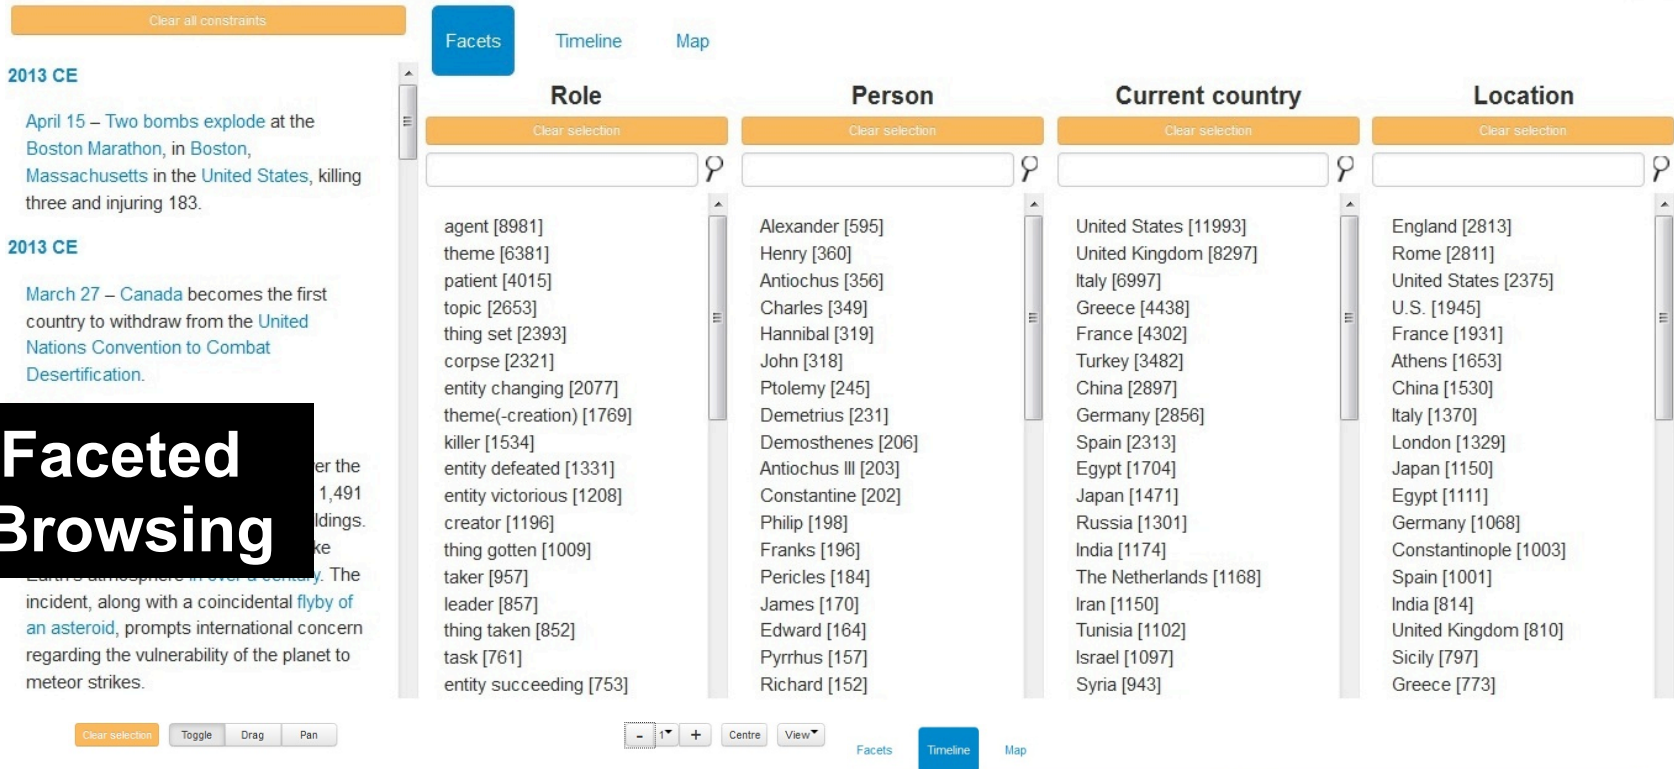 Clear all constraints
2013 CE
April 15 – Two bombs explode at the
Boston Marathon, in Boston,
Massachusetts in the United States, killing
three and injuring 183.
2013 CE
March 27 – Canada becomes the first
country to withdraw from the United
Nations Convention to Combat
Desertification.
Faceted
Browsing
er the
1,491
ldings.
ke
Earth's atmosphere in over a century. The
incident, along with a coincidental flyby of
an asteroid, prompts international concern
regarding the vulnerability of the planet to
meteor strikes.
Facets Timeline Map
Role
Clear selection
agent [8981]
theme [6381]
patient [4015]
topic [2653]
thing set [2393]
corpse [2321]
entity changing [2077]
theme(-creation) [1769]
killer [1534]
entity defeated [1331]
entity victorious [1208]
creator [1196]
thing gotten [1009]
taker [957]
leader [857]
thing taken [852]
task [761]
entity succeeding [753]
Person
Clear selection
Alexander [595]
Henry [360]
Antiochus [356]
Charles [349]
Hannibal [319]
John [318]
Ptolemy [245]
Demetrius [231]
Demosthenes [206]
Antiochus III [203]
Constantine [202]
Philip [198]
Franks [196]
Pericles [184]
James [170]
Edward [164]
Pyrrhus [157]
Richard [152]
Current country
Clear selection
United States [11993]
United Kingdom [8297]
Italy [6997]
Greece [4438]
France [4302]
Turkey [3482]
China [2897]
Germany [2856]
Spain [2313]
Egypt [1704]
Japan [1471]
Russia [1301]
India [1174]
The Netherlands [1168]
Iran [1150]
Tunisia [1102]
Israel [1097]
Syria [943]
Location
Clear selection
England [2813]
Rome [2811]
United States [2375]
U.S. [1945]
France [1931]
Athens [1653]
China [1530]
Italy [1370]
London [1329]
Japan [1150]
Egypt [1111]
Germany [1068]
Constantinople [1003]
Spain [1001]
India [814]
United Kingdom [810]
Sicily [797]
Greece [773]
Clear selection Toggle Drag Pan - 1 + Centre View Facets Timeline Map